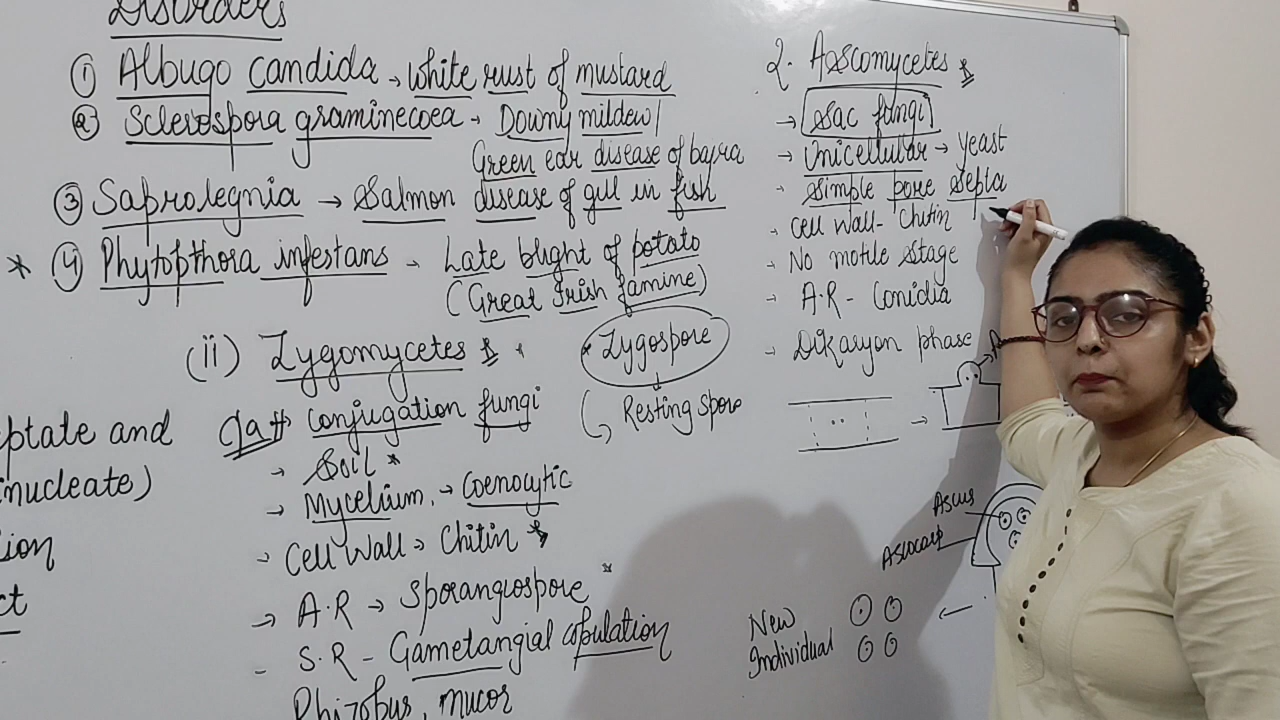 Disorders
① Albugo candida → white rust of mustard
② Sclerospora graminecoea - Downy mildew/
Green ear disease of bajra
③ Saprolegnia → Salmon disease of gill in fish
* ④ Phytopthora infestans - Late blight of potato
(Great Irish famine)
(ii) Zygomycetes
* Zygospore
Resting spore
conjugation fungi
→ Soil *
→ Mycelium → Coenocytic
- Cell Wall → Chitin *
→ A.R → Sporangiospore *
- S.R - Gametangial copulation
Rhizobus, mucor
eptate and
inucleate)
ion
ct
2. Ascomycetes
→ Sac fungi
→ Unicellular → yeast
- Simple pore Septa
- Cell wall - Chitin
- No motile stage
- A.R - Conidia
- Dikaryon phase
Ascus
Ascocarp
New
Individual